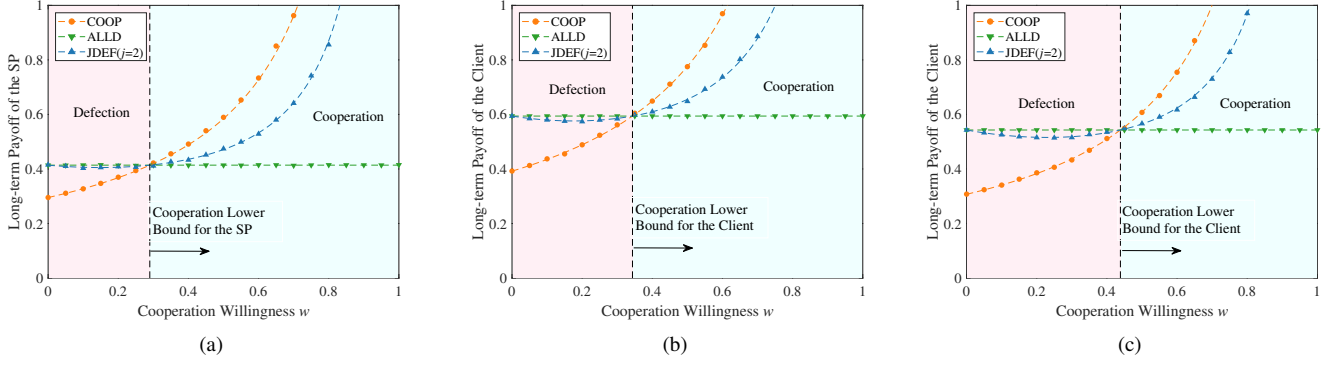 Long-term Payoff of the SP
1
0.8
0.6
0.4
0.2
0
COOP
ALLD
JDEF(j=2)
Defection
Cooperation
Cooperation Lower
Bound for the SP
0 0.2 0.4 0.6 0.8 1
Cooperation Willingness w
(a)
Long-term Payoff of the Client
1
0.8
0.6
0.4
0.2
0
COOP
ALLD
JDEF(j=2)
Defection
Cooperation
Cooperation Lower
Bound for the Client
0 0.2 0.4 0.6 0.8 1
Cooperation Willingness w
(b)
Long-term Payoff of the Client
1
0.8
0.6
0.4
0.2
0
COOP
ALLD
JDEF(j=2)
Defection
Cooperation
Cooperation Lower
Bound for the Client
0 0.2 0.4 0.6 0.8 1
Cooperation Willingness w
(c)